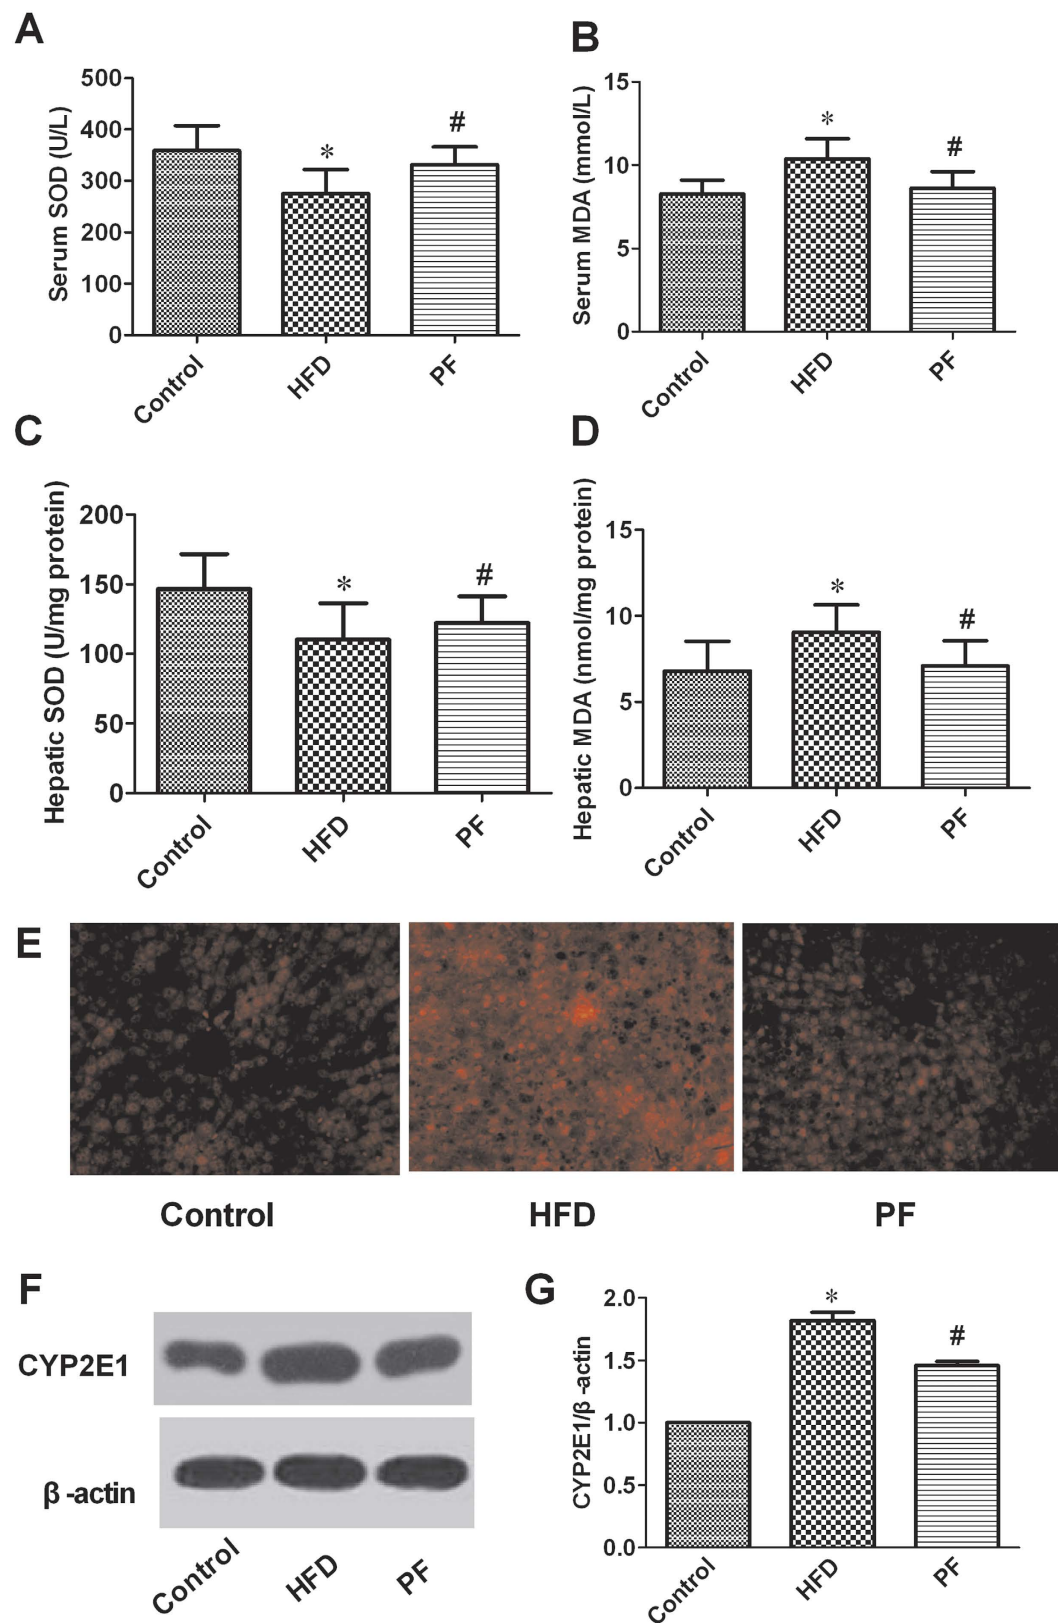 A
Serum SOD (U/L)
500
400
300
200
100
0
*
#
Control
HFD
PF
B
Serum MDA (mmol/L)
15
10
5
0
*
#
Control
HFD
PF
C
Hepatic SOD (U/mg protein)
200
150
100
50
0
*
#
Control
HFD
PF
D
Hepatic MDA (nmol/mg protein)
15
10
5
0
*
#
Control
HFD
PF
E
Control
HFD
PF
F
CYP2E1
β -actin
Control
HFD
PF
G
CYP2E1/β -actin
2.0
1.5
1.0
0.5
0.0
*
#
Control
HFD
PF